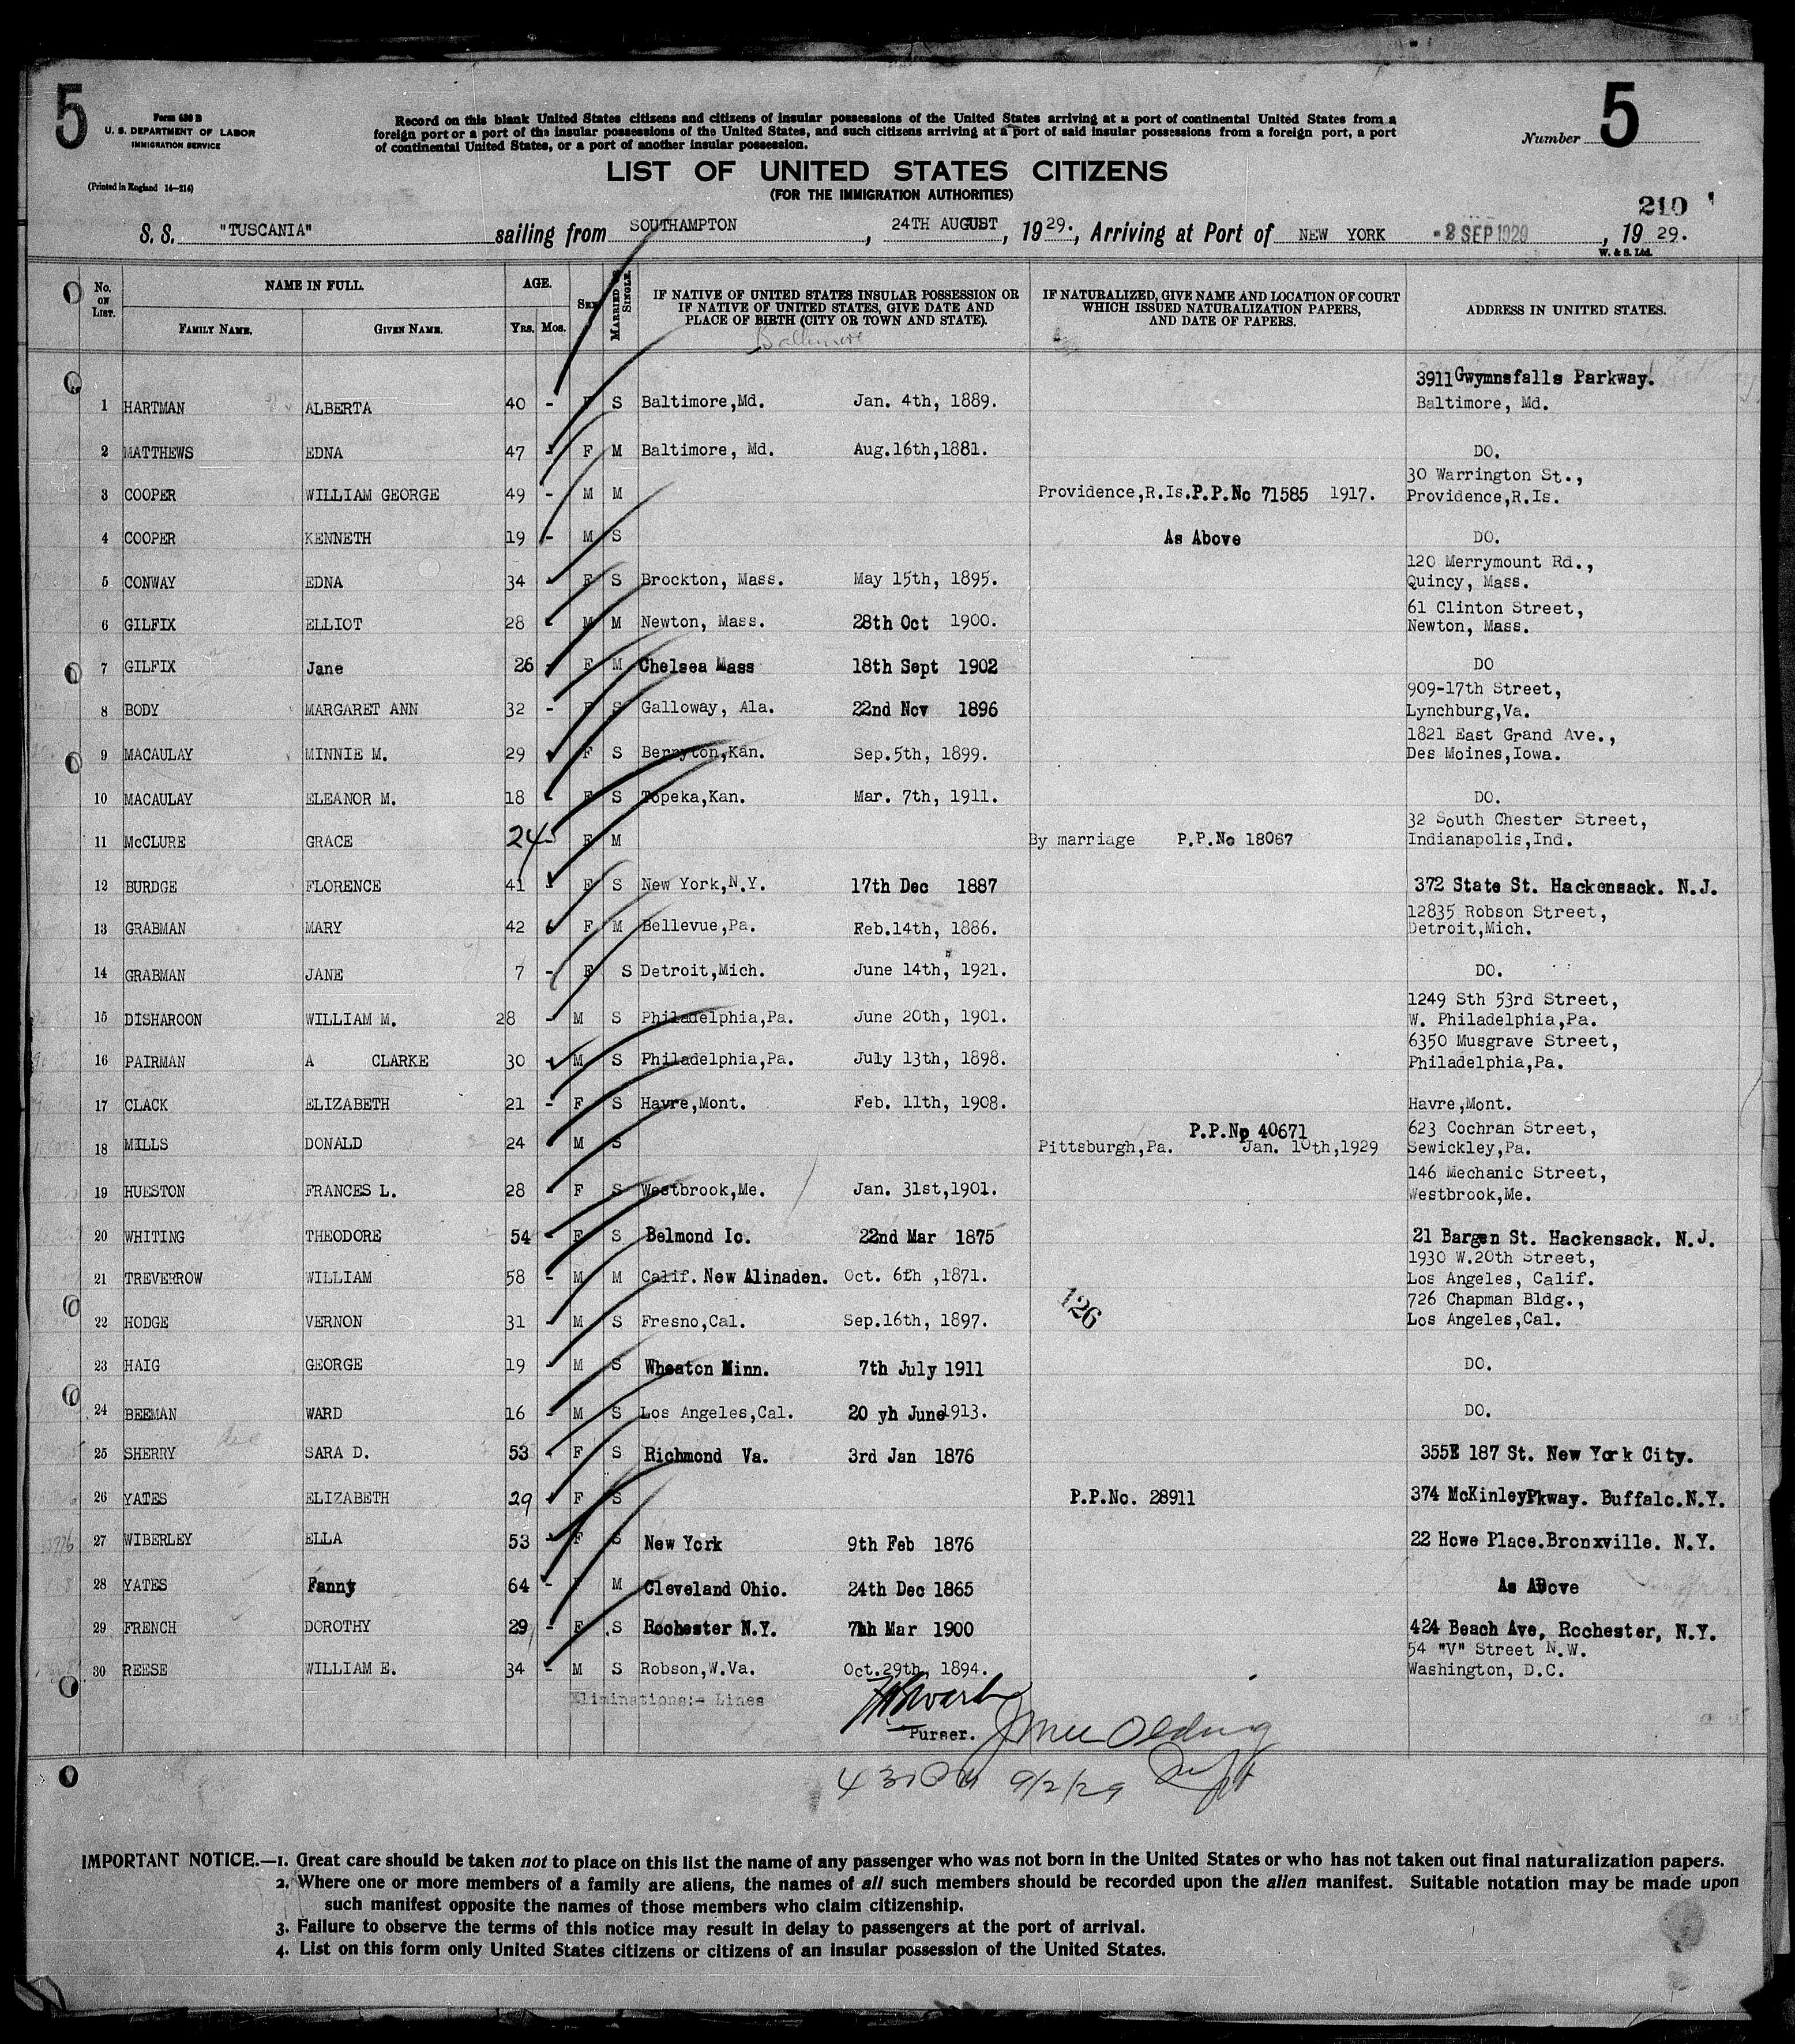 5
Form 630 B
U. S. DEPARTMENT OF LABOR
IMMIGRATION SERVICE
(Printed in England 14—214)
Record on this blank United States citizens and citizens of insular possessions of the United States arriving at a port of continental United States from a
foreign port or a port of the insular possessions of the United States, and such citizens arriving at a port of said insular possessions from a foreign port, a port
of continental United States, or a port of another insular possession.
Number 5
LIST OF UNITED STATES CITIZENS
(FOR THE IMMIGRATION AUTHORITIES)
210
S. S. "TUSCANIA" sailing from SOUTHAMPTON, 24TH AUGUST, 1929., Arriving at Port of NEW YORK -2 SEP 1929, 19 29.
W. & S. Ltd.
No. ON LIST. NAME IN FULL. FAMILY NAME. GIVEN NAME. AGE. YRS. MOS. SEX MARRIED OR SINGLE. IF NATIVE OF UNITED STATES INSULAR POSSESSION OR IF NATIVE OF UNITED STATES, GIVE DATE AND PLACE OF BIRTH (CITY OR TOWN AND STATE). IF NATURALIZED, GIVE NAME AND LOCATION OF COURT WHICH ISSUED NATURALIZATION PAPERS, AND DATE OF PAPERS. ADDRESS IN UNITED STATES.
Baltimore
3911 Gwynnsfalls Parkway.
1 HARTMAN ALBERTA 40 - F S Baltimore,Md. Jan. 4th, 1889. Baltimore, Md.
2 MATTHEWS EDNA 47 - F M Baltimore, Md. Aug.16th,1881. DO.
30 Warrington St.,
3 COOPER WILLIAM GEORGE 49 - M M Providence,R.Is.P.P.No 71585 1917. Providence,R.Is.
4 COOPER KENNETH 19 - M S As Above DO.
120 Merrymount Rd.,
5 CONWAY EDNA 34 - F S Brockton, Mass. May 15th, 1895. Quincy, Mass.
61 Clinton Street,
6 GILFIX ELLIOT 28 - M M Newton, Mass. 28th Oct 1900. Newton, Mass.
7 GILFIX Jane 26 - F M Chelsea Mass 18th Sept 1902 DO
909-17th Street,
8 BODY MARGARET ANN 32 - F S Galloway, Ala. 22nd Nov 1896 Lynchburg,Va.
1821 East Grand Ave.,
9 MACAULAY MINNIE M. 29 - F S Berryton,Kan. Sep.5th, 1899. Des Moines,Iowa.
10 MACAULAY ELEANOR M. 18 - F S Topeka,Kan. Mar. 7th, 1911. DO.
32 South Chester Street,
11 McCLURE GRACE 24 - F M By marriage P.P.No 18067 Indianapolis,Ind.
12 BURDGE FLORENCE 41 - F S New York,N.Y. 17th Dec 1887 372 State St. Hackensack. N.J.
12835 Robson Street,
13 GRABMAN MARY 42 F M Bellevue,Pa. Feb.14th, 1886. Detroit,Mich.
14 GRABMAN JANE 7 - F S Detroit,Mich. June 14th, 1921. DO.
1249 Sth 53rd Street,
15 DISHAROON WILLIAM M. 28 - M S Philadelphia,Pa. June 20th, 1901. W. Philadelphia,Pa.
6350 Musgrave Street,
16 PAIRMAN A CLARKE 30 - M S Philadelphia,Pa. July 13th, 1898. Philadelphia,Pa.
17 CLACK ELIZABETH 21 - F S Havre,Mont. Feb. 11th, 1908. Havre,Mont.
P.P.No 40671 623 Cochran Street,
18 MILLS DONALD 24 M S Pittsburgh,Pa. Jan. 10th,1929 Sewickley,Pa.
146 Mechanic Street,
19 HUESTON FRANCES L. 28 - F S Westbrook,Me. Jan. 31st,1901. Westbrook,Me.
20 WHITING THEODORE 54 - F S Belmond Io. 22nd Mar 1875 21 Bargen St. Hackensack. N.J.
1930 W.20th Street,
21 TREVERROW WILLIAM 58 - M M Calif. New Alinaden. Oct. 6th ,1871. Los Angeles, Calif.
126 726 Chapman Bldg.,
22 HODGE VERNON 31 - M S Fresno,Cal. Sep.16th, 1897. Los Angeles,Cal.
23 HAIG GEORGE 19 - M S Wheaton Minn. 7th July 1911 DO.
24 BEEMAN WARD 16 - M S Los Angeles,Cal. 20 yh June1913. DO.
25 SHERRY SARA D. 53 - F S Richmond Va. 3rd Jan 1876 355E 187 St. New York City.
26 YATES ELIZABETH 29 - F S P.P.No. 28911 374 McKinleyPkway. Buffalo.N.Y.
27 WIBERLEY ELLA 53 - F S New York 9th Feb 1876 22 Howe Place.Bronxville. N.Y.
28 YATES Fanny 64 - F M Cleveland Ohio. 24th Dec 1865 As ABove
29 FRENCH DOROTHY 29 - F S Rochester N.Y. 7th Mar 1900 424 Beach Ave, Rochester, N.Y.
54 "V" Street N.W.
30 REESE WILLIAM E. 34 - M S Robson,W.Va. Oct.29th, 1894. Washington, D.C.
Eliminations:- Lines
Purser.
9/2/29
IMPORTANT NOTICE.—1. Great care should be taken not to place on this list the name of any passenger who was not born in the United States or who has not taken out final naturalization papers.
2. Where one or more members of a family are aliens, the names of all such members should be recorded upon the alien manifest. Suitable notation may be made upon
such manifest opposite the names of those members who claim citizenship.
3. Failure to observe the terms of this notice may result in delay to passengers at the port of arrival.
4. List on this form only United States citizens or citizens of an insular possession of the United States.